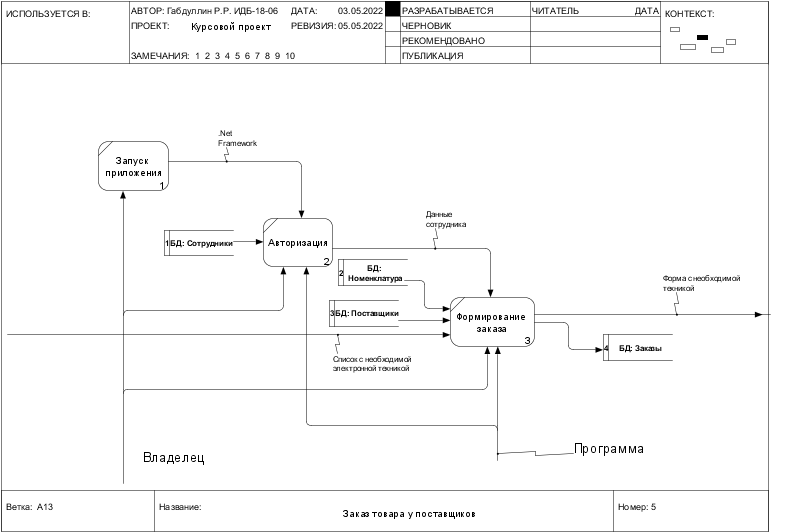 ИСПОЛЬЗУЕТСЯ В:
АВТОР: Габдуллин Р.Р. ИДБ-18-06
ДАТА: 03.05.2022
РАЗРАБАТЫВАЕТСЯ
ЧИТАТЕЛЬ
ДАТА
КОНТЕКСТ:
ПРОЕКТ: Курсовой проект
РЕВИЗИЯ: 05.05.2022
ЧЕРНОВИК
РЕКОМЕНДОВАНО
ЗАМЕЧАНИЯ: 1 2 3 4 5 6 7 8 9 10
ПУБЛИКАЦИЯ
.Net
Framework
Запуск
приложения
1
Данные
сотрудника
1 БД: Сотрудники
Авторизация
2
2
БД:
Номенклатура
Форма с необходимой
техникой
3 БД: Поставщики
Формирование
заказа
3
4 БД: Заказы
Список с необходимой
электронной техникой
Владелец
Программа
Ветка: A13
Название:
Заказ товара у поставщиков
Номер: 5